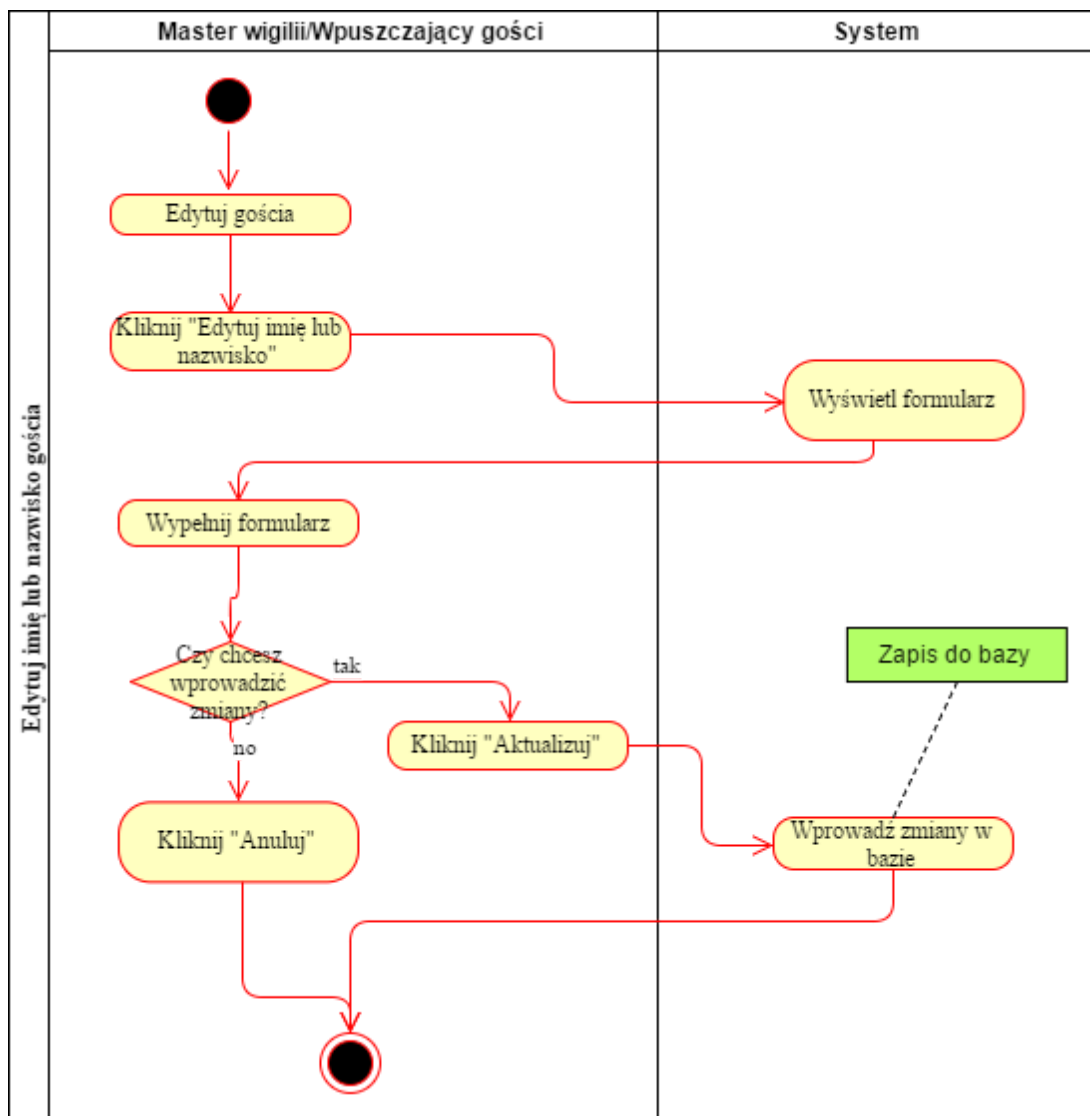 Master wigilii/Wpuszczający gości
System
Edytuj imię lub nazwisko gościa
Edytuj gościa
Kliknij "Edytuj imię lub
nazwisko"
Wyświetl formularz
Wypełnij formularz
Czy chcesz
wprowadzić
zmiany?
tak
no
Zapis do bazy
Kliknij "Aktualizuj"
Kliknij "Anuluj"
Wprowadź zmiany w
bazie